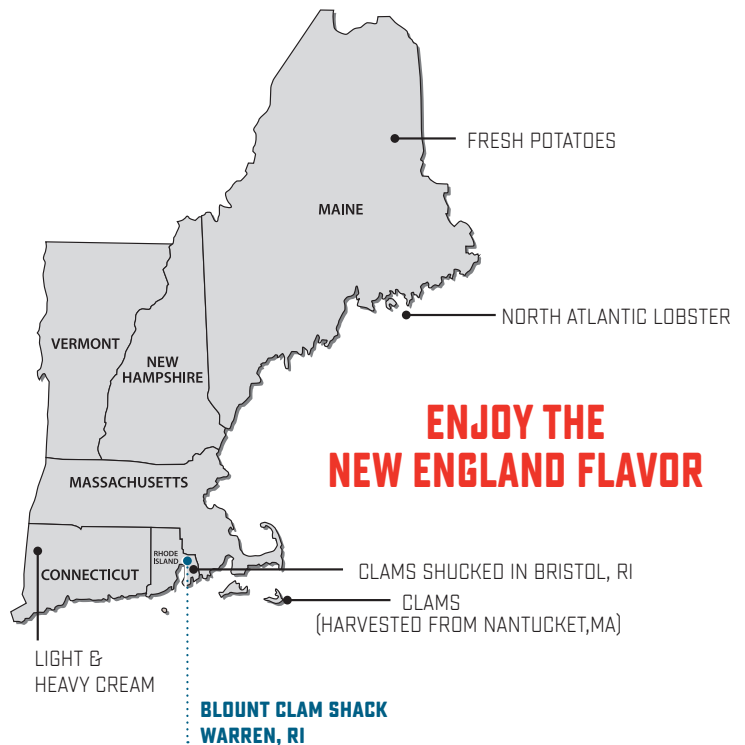 FRESH POTATOES
MAINE
NORTH ATLANTIC LOBSTER
VERMONT
NEW
HAMPSHIRE
ENJOY THE
NEW ENGLAND FLAVOR
MASSACHUSETTS
RHODE
ISLAND
CONNECTICUT
CLAMS SHUCKED IN BRISTOL, RI
CLAMS
(HARVESTED FROM NANTUCKET,MA)
LIGHT &
HEAVY CREAM
BLOUNT CLAM SHACK
WARREN, RI